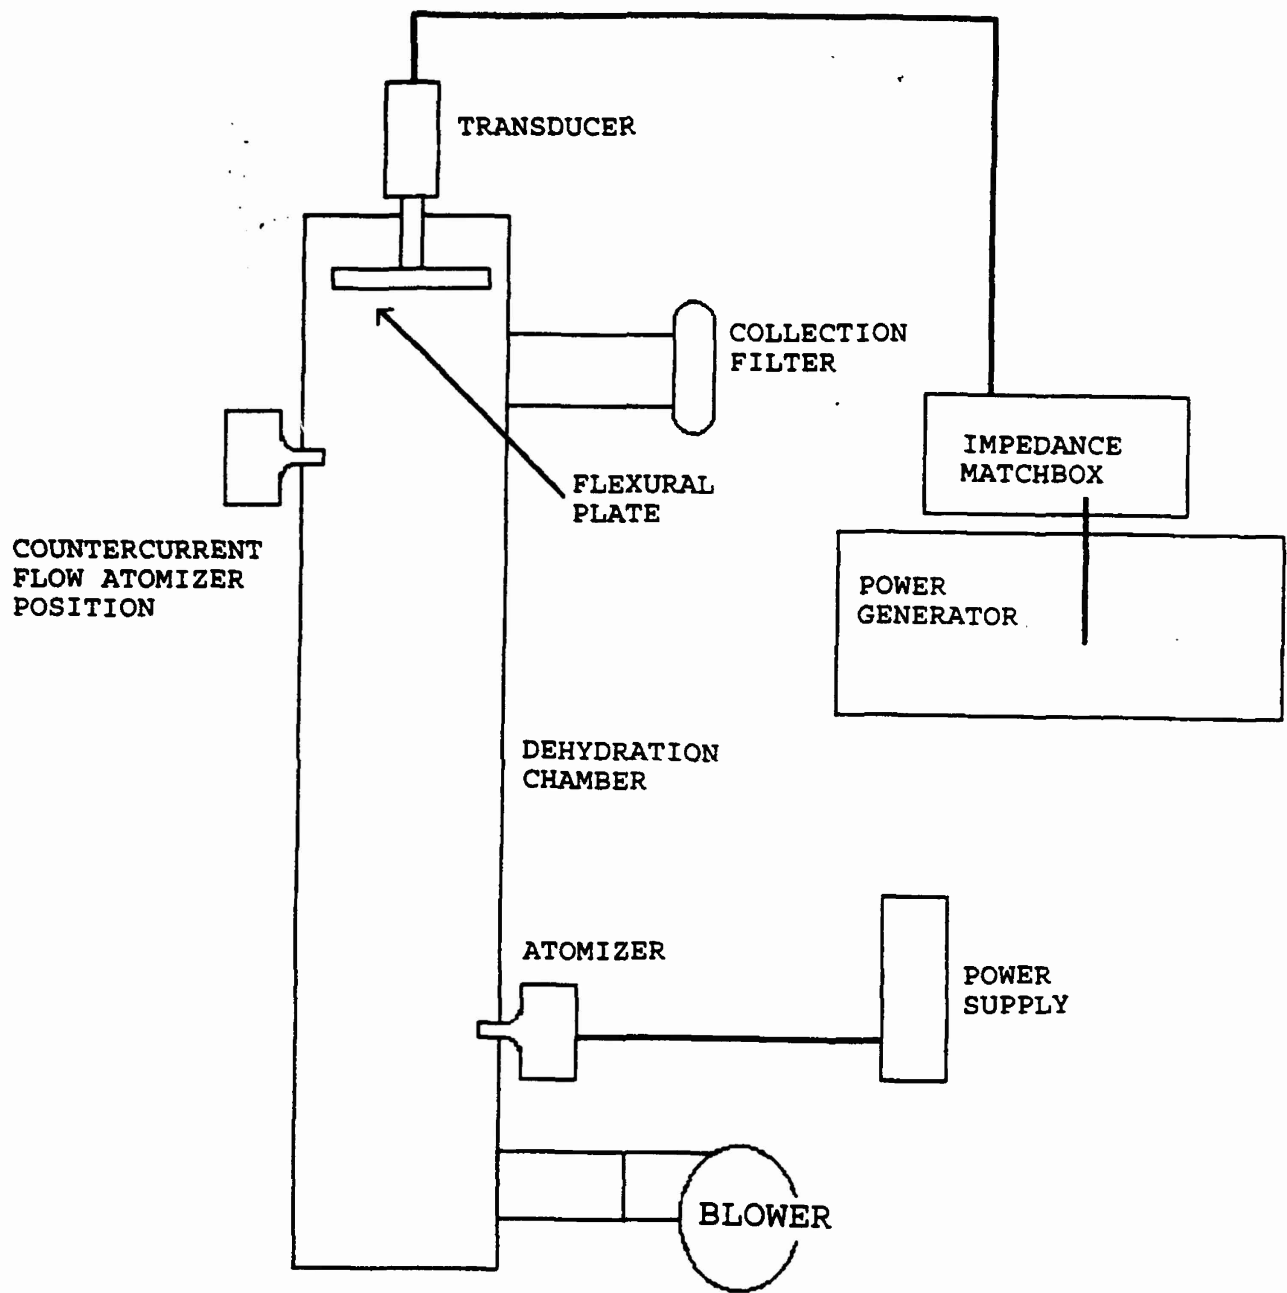 TRANSDUCER
COLLECTION
FILTER
IMPEDANCE
MATCHBOX
FLEXURAL
PLATE
COUNTERCURRENT
FLOW ATOMIZER
POSITION
POWER
GENERATOR
DEHYDRATION
CHAMBER
ATOMIZER
POWER
SUPPLY
BLOWER